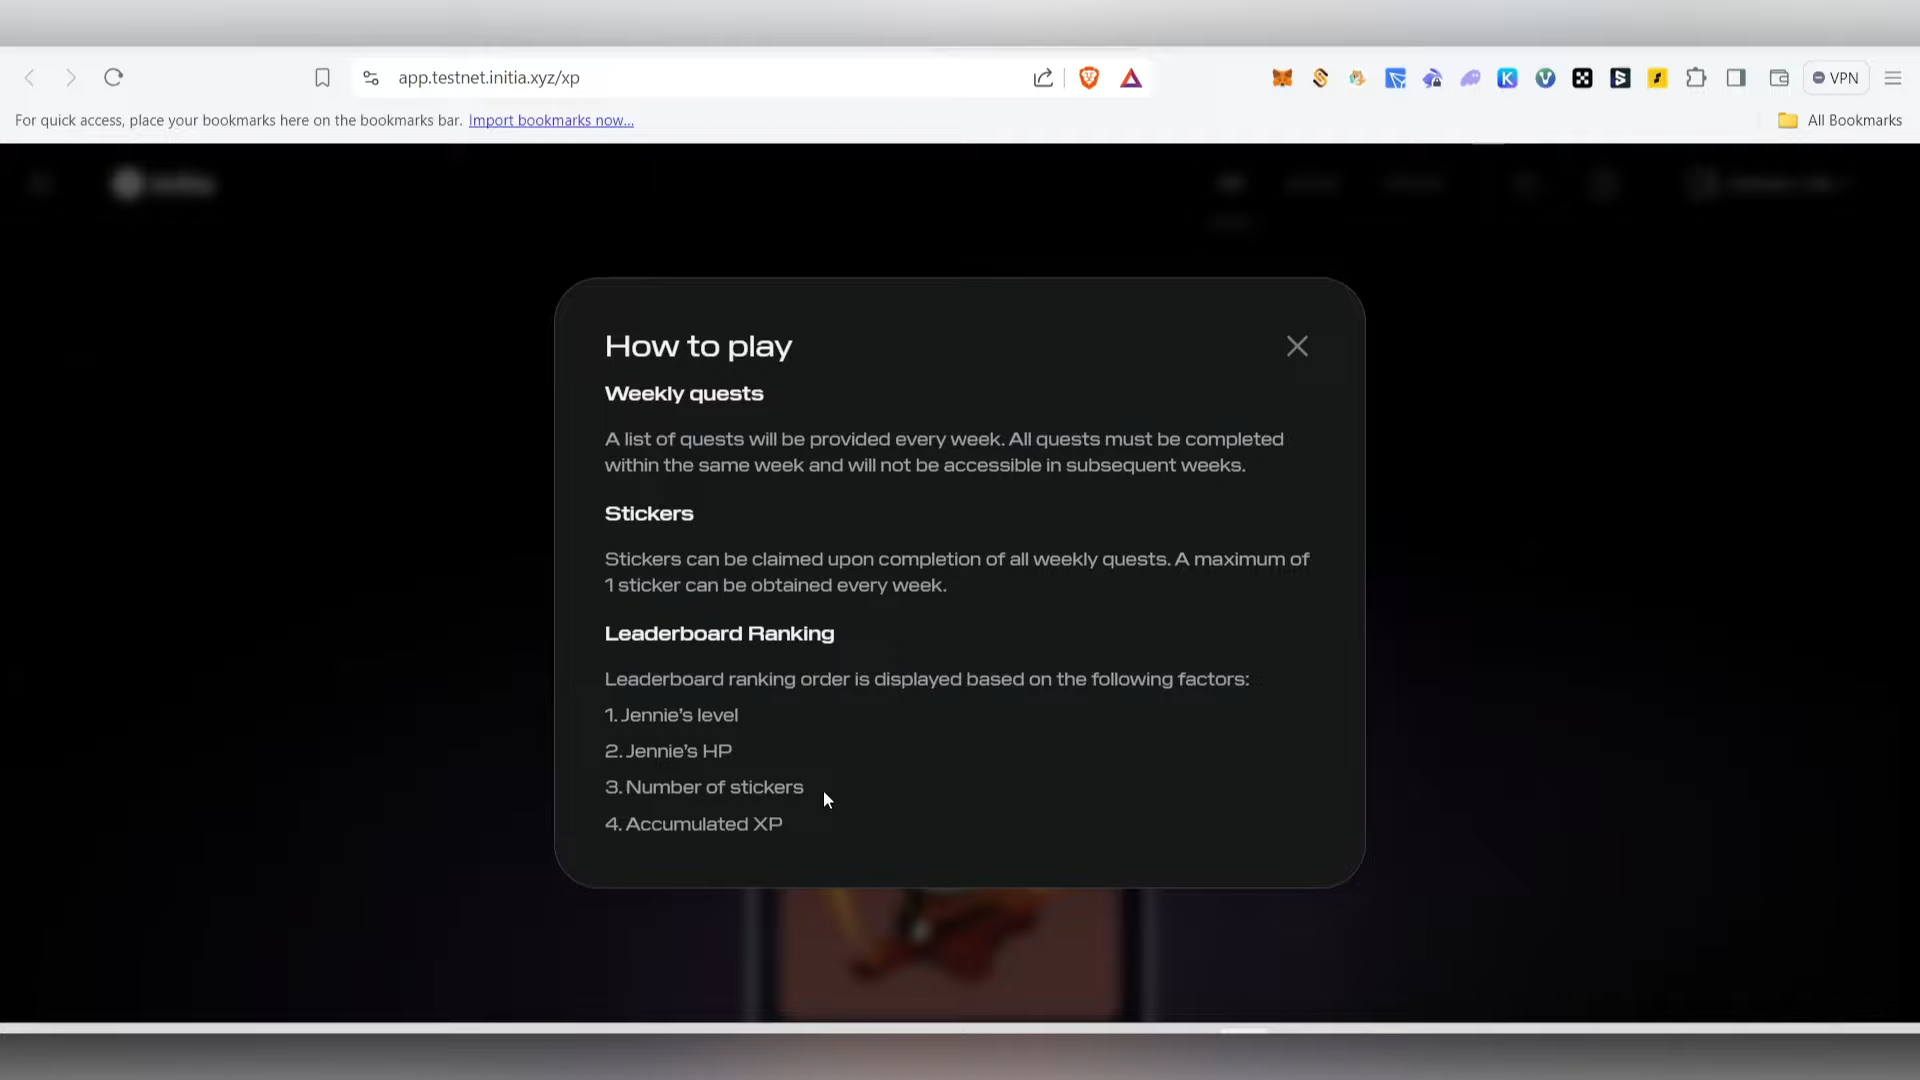 app.testnet.initia.xyz/xp
VPN
For quick access, place your bookmarks here on the bookmarks bar. Import bookmarks now...
All Bookmarks
How to play
Weekly quests
A list of quests will be provided every week. All quests must be completed
within the same week and will not be accessible in subsequent weeks.
Stickers
Stickers can be claimed upon completion of all weekly quests. A maximum of
1 sticker can be obtained every week.
Leaderboard Ranking
Leaderboard ranking order is displayed based on the following factors:
1. Jennie's level
2. Jennie's HP
3. Number of stickers
4. Accumulated XP